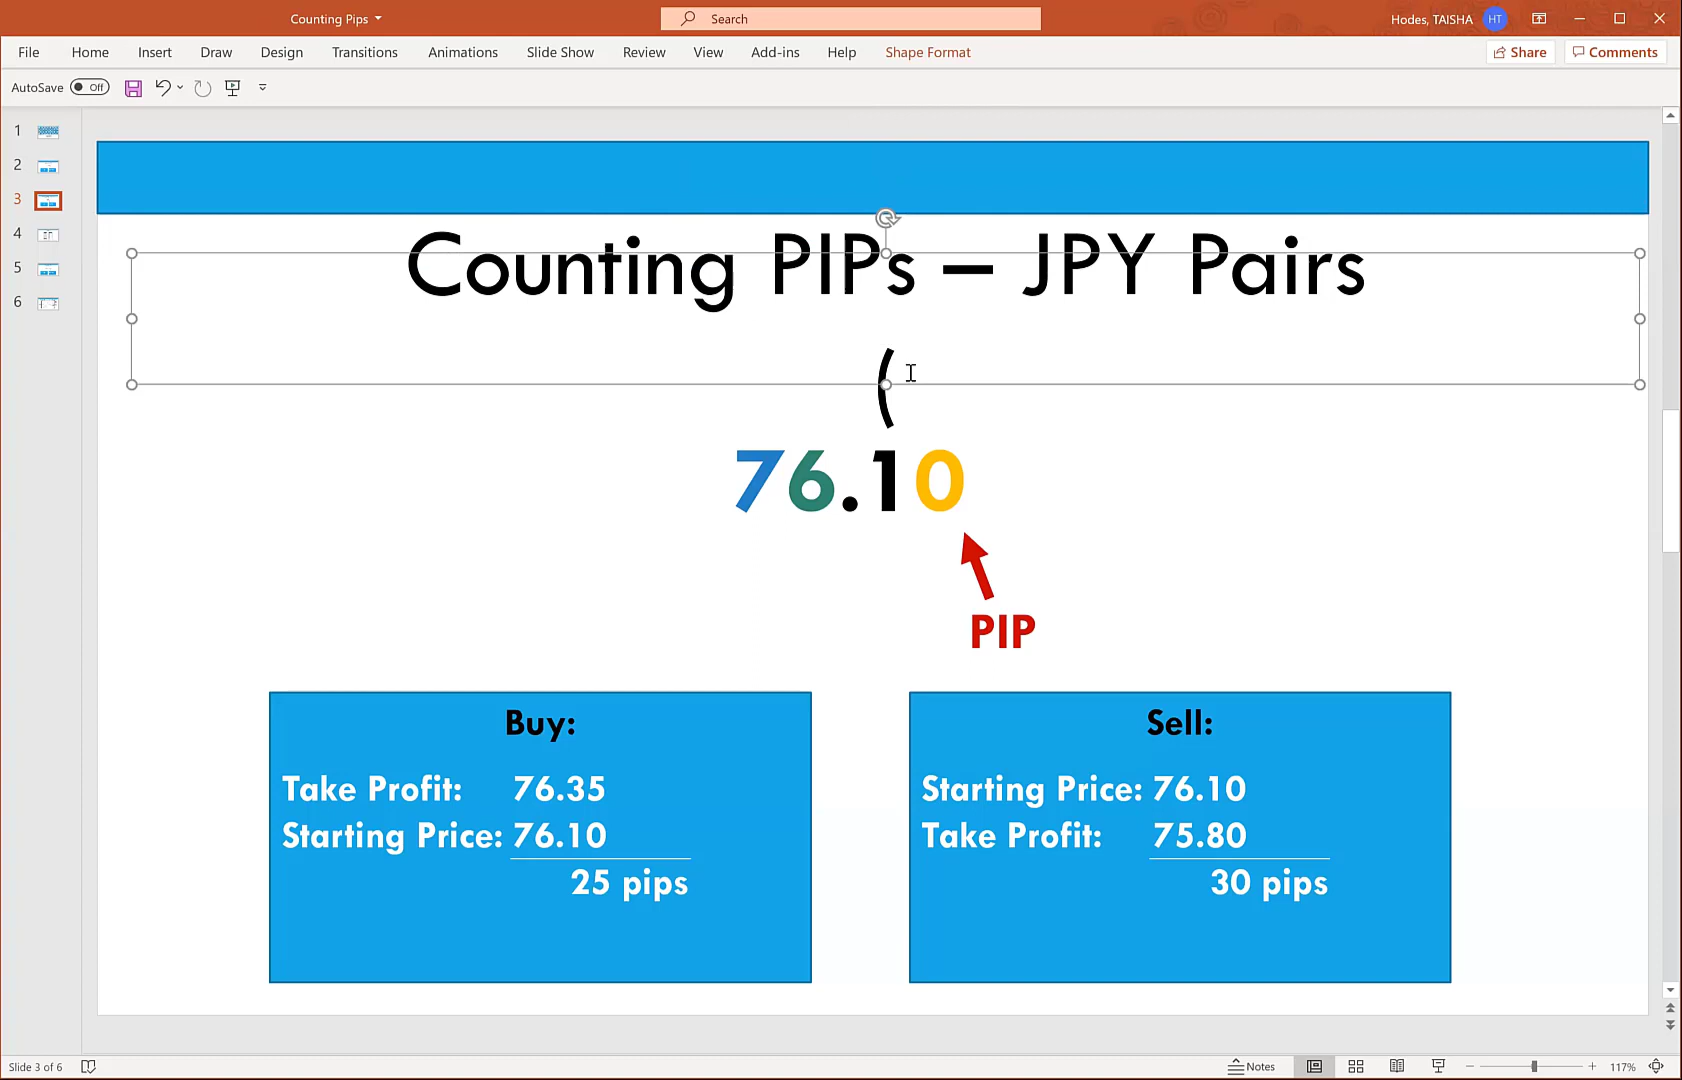 Counting Pips
Search
Hodes, TAISHA
HT
File Home Insert Draw Design Transitions Animations Slide Show Review View Add-ins Help Shape Format
Share Comments
AutoSave Off
1
2
3
4
5
6
Counting PIPs – JPY Pairs
(
76.10
PIP
Buy:
Take Profit: 76.35
Starting Price: 76.10
25 pips
Sell:
Starting Price: 76.10
Take Profit: 75.80
30 pips
Slide 3 of 6
Notes
117%